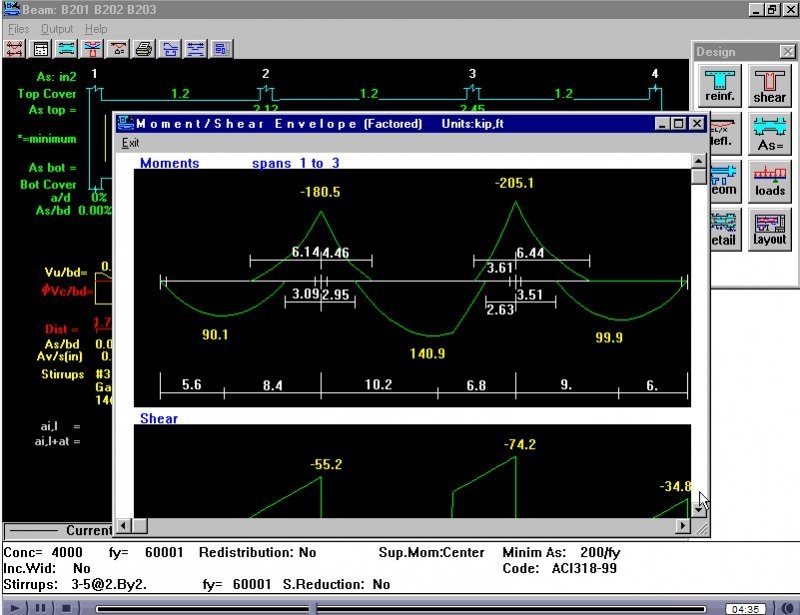 Beam: B201 B202 B203
Files Output Help
Design
As: in2 1 2 3 4
Top Cover 1.2 1.2 1.2
As top = 2.12 2.45
reinf. shear
Moment/Shear Envelope (Factored) Units:kip,ft
*=minimum
Exit
efl. As=
Moments spans 1 to 3
As bot =
Bot Cover
a/d 0%
As/bd 0.00%
-180.5 -205.1
eom loads
6.14 4.46 6.44
3.61
etail Layout
Vu/bd= 0.
ϕVc/bd=
3.09 2.95 3.51
2.63
Dist = 1.7
90.1 99.9
As/bd 0.0
140.9
Av/s(in) 0.
Stirrups #3
Ga
5.6 8.4 10.2 6.8 9. 6.
Shear
ai,l =
ai,l+at =
-74.2
-55.2
-34.8
Current
Conc= 4000 fy= 60001 Redistribution: No Sup.Mom:Center Minim As: 200/fy
Inc.Wid: No Code: ACI318-99
Stirrups: 3-5@2.By2. fy= 60001 S.Reduction: No
04:35